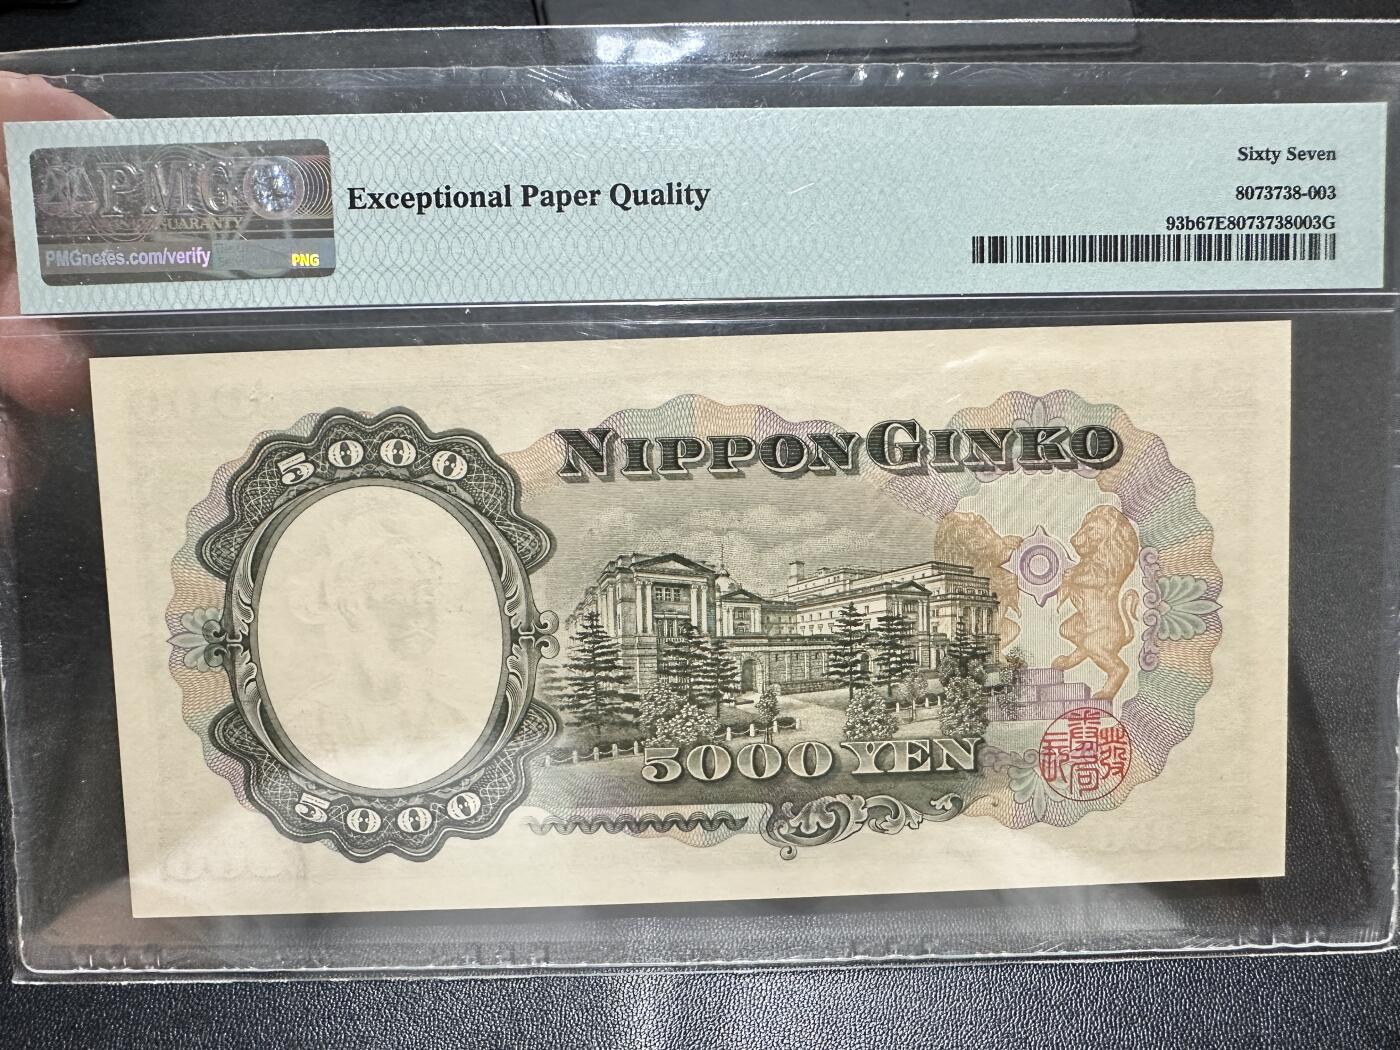 PMG
GUARANTY
PMGnotes.com/verify
PNG
Exceptional Paper Quality
Sixty Seven
8073738-003
93b67E8073738003G
5000
NIPPON GINKO
5000 YEN
5000